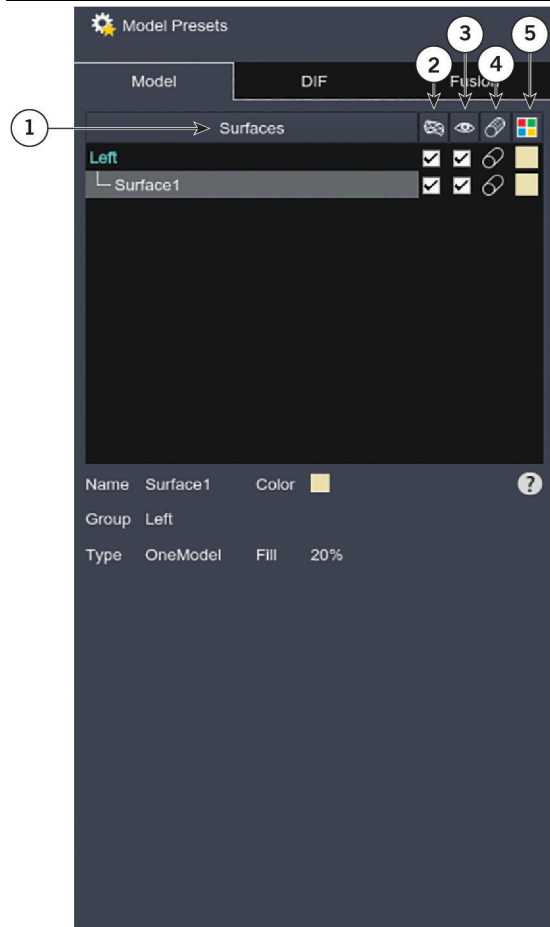 Model Presets
3
5
2
4
Model DIF Fusion
1
Surfaces
Left
Surface1
Name Surface1 Color ?
Group Left
Type OneModel Fill 20%